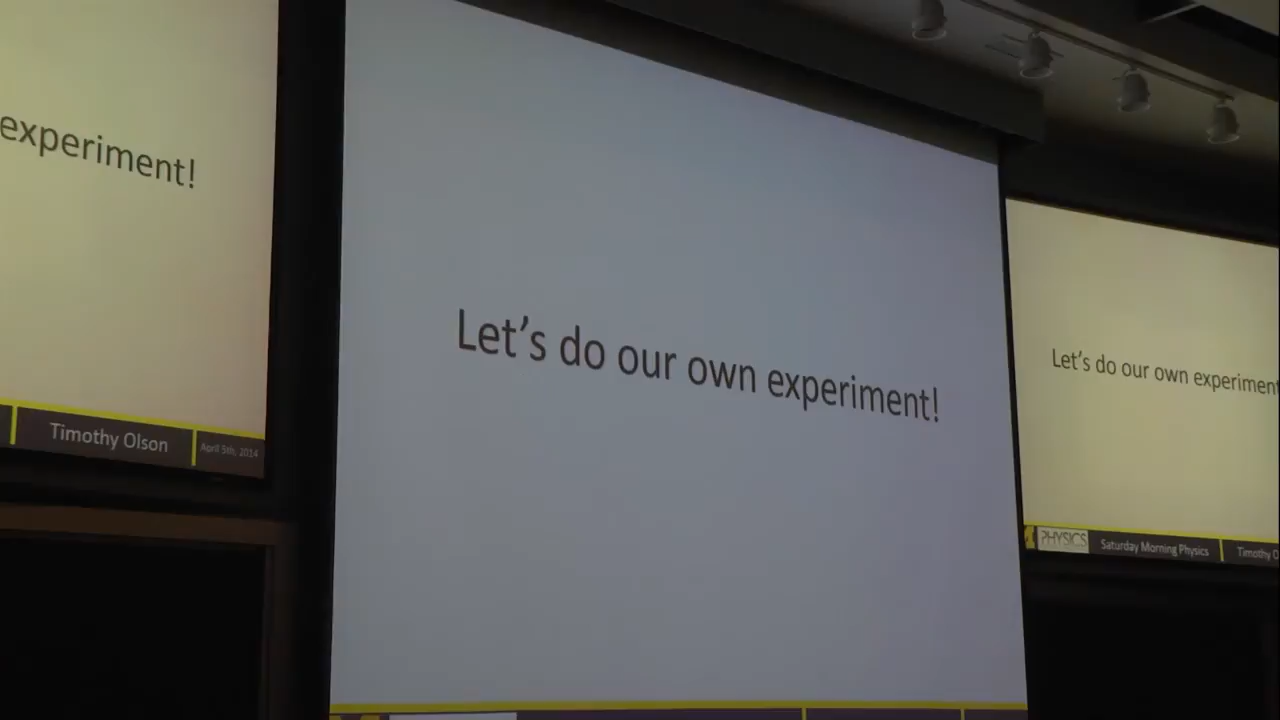 experiment!
Timothy Olson
April 5th, 2014
Let's do our own experiment!
Let's do our own experiment
PHYSICS
Saturday Morning Physics
Timothy O